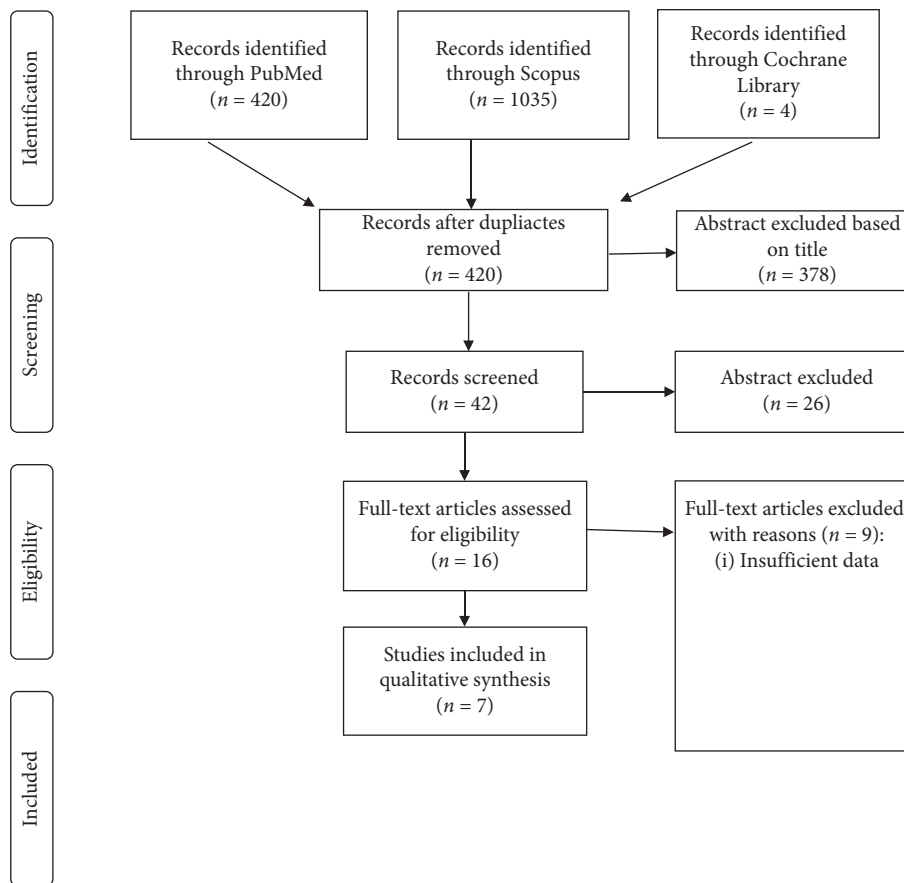 Identification
Records identified
through PubMed
(n = 420)
Records identified
through Scopus
(n = 1035)
Records identified
through Cochrane
Library
(n = 4)
Records after dupliactes
removed
(n = 420)
Abstract excluded based
on title
(n = 378)
Screening
Records screened
(n = 42)
Abstract excluded
(n = 26)
Eligibility
Full-text articles assessed
for eligibility
(n = 16)
Full-text articles excluded
with reasons (n = 9):
(i) Insufficient data
Studies included in
qualitative synthesis
(n = 7)
Included